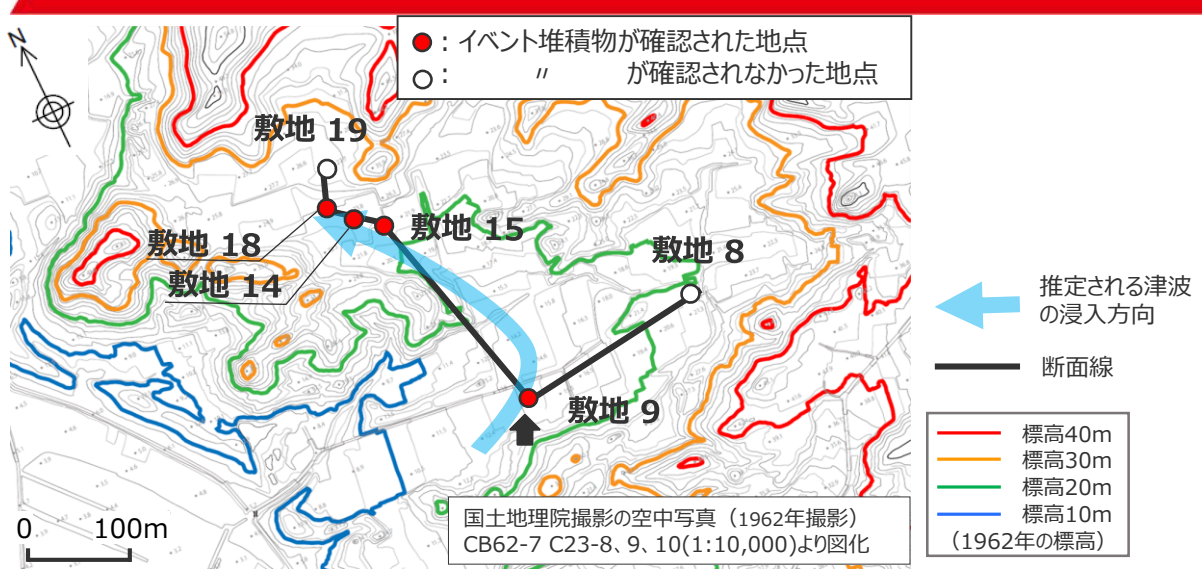 N
●：イベント堆積物が確認された地点
○：　〃　が確認されなかった地点
敷地 19
敷地 18
敷地 14
敷地 15
敷地 8
敷地 9
推定される津波
の浸入方向
断面線
標高40m
標高30m
標高20m
標高10m
（1962年の標高）
国土地理院撮影の空中写真（1962年撮影）
CB62-7 C23-8、9、10(1:10,000)より図化
0　100m